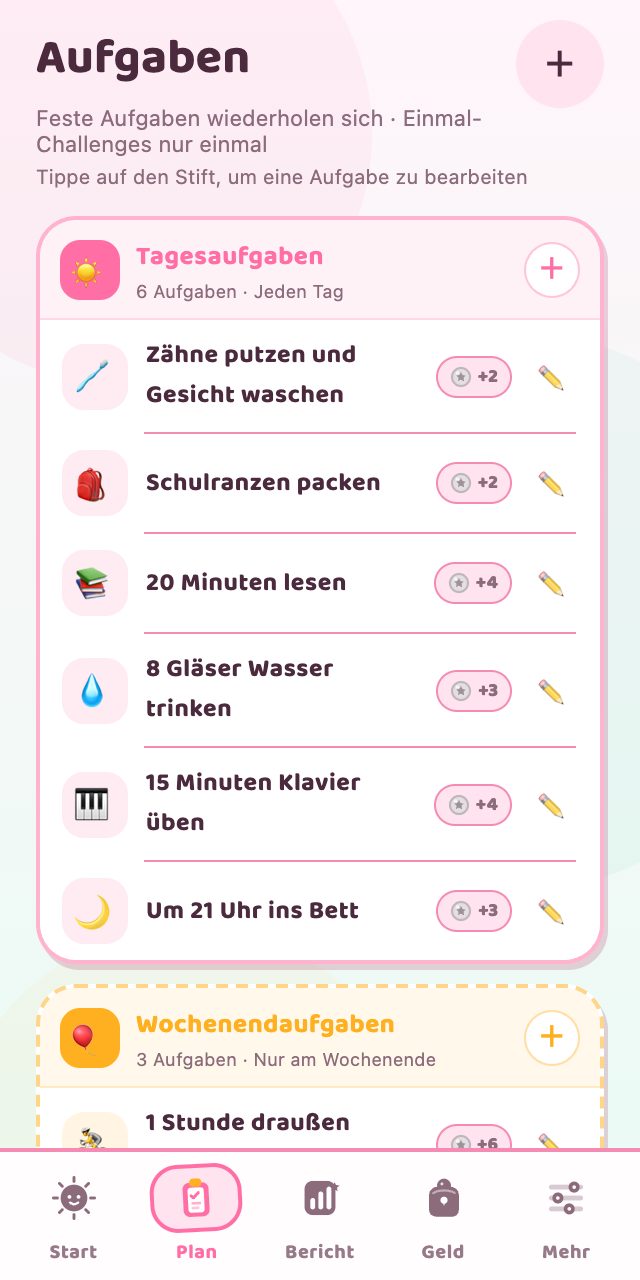 Aufgaben
Feste Aufgaben wiederholen sich · Einmal-
Challenges nur einmal
Tippe auf den Stift, um eine Aufgabe zu bearbeiten
Tagesaufgaben
6 Aufgaben · Jeden Tag
Zähne putzen und
Gesicht waschen
+2
Schulranzen packen
+2
20 Minuten lesen
+4
8 Gläser Wasser
trinken
+3
15 Minuten Klavier
üben
+4
Um 21 Uhr ins Bett
+3
Wochenendaufgaben
3 Aufgaben · Nur am Wochenende
1 Stunde draußen
+6
Start
Plan
Bericht
Geld
Mehr